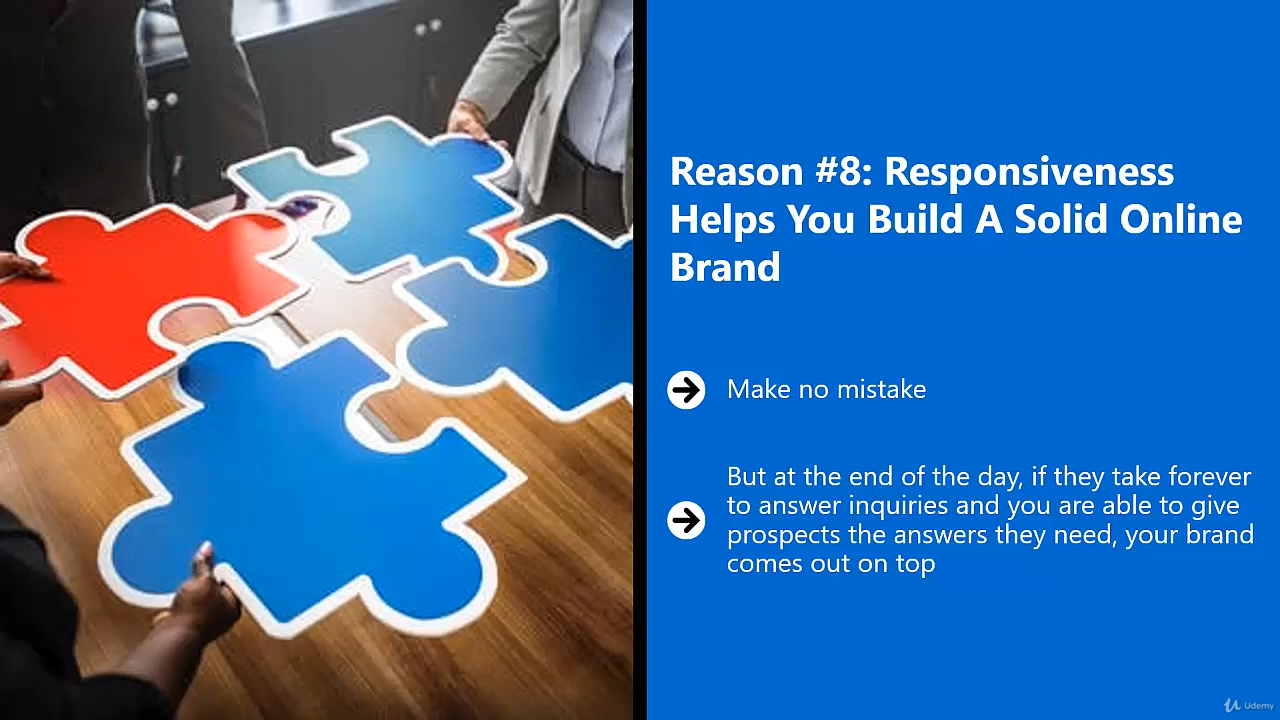 Reason #8: Responsiveness
Helps You Build A Solid Online
Brand
Make no mistake
But at the end of the day, if they take forever
to answer inquiries and you are able to give
prospects the answers they need, your brand
comes out on top
Udemy